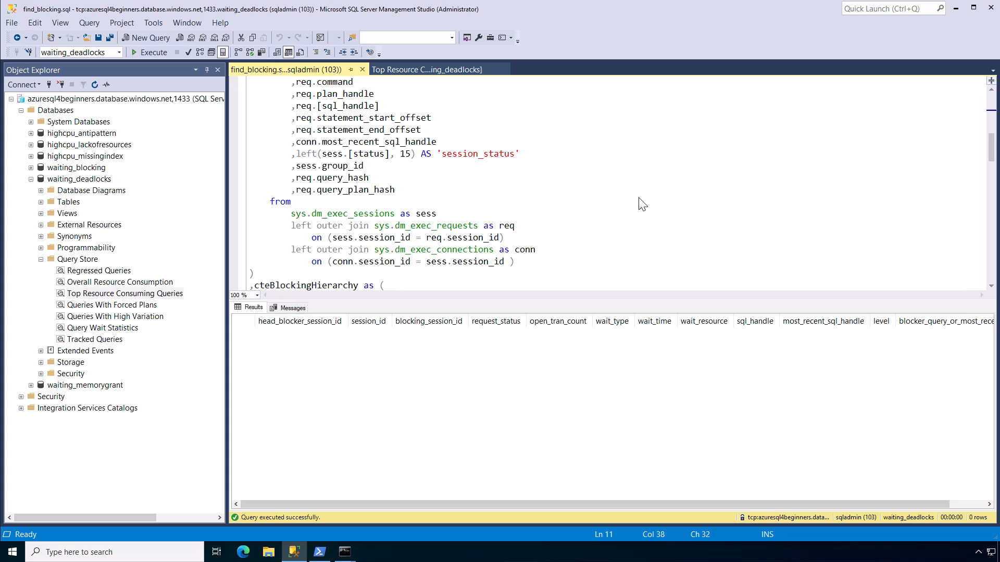 find_blocking.sql - tcp:azuresql4beginners.database.windows.net,1433.waiting_deadlocks (sqladmin (103)) - Microsoft SQL Server Management Studio (Administrator)
Quick Launch (Ctrl+Q)
File Edit View Query Project Tools Window Help
New Query
MDX DMX XMLA DAX
waiting_deadlocks
Execute
Object Explorer
Connect
azuresql4beginners.database.windows.net,1433 (SQL Serv
Databases
System Databases
highcpu_antipattern
highcpu_lackofresources
highcpu_missingindex
waiting_blocking
waiting_deadlocks
Database Diagrams
Tables
Views
External Resources
Synonyms
Programmability
Query Store
Regressed Queries
Overall Resource Consumption
Top Resource Consuming Queries
Queries With Forced Plans
Queries With High Variation
Query Wait Statistics
Tracked Queries
Extended Events
Storage
Security
waiting_memorygrant
Security
Integration Services Catalogs
find_blocking.s...sqladmin (103))
Top Resource C...ing_deadlocks]
,req.command
,req.plan_handle
,req.[sql_handle]
,req.statement_start_offset
,req.statement_end_offset
,conn.most_recent_sql_handle
,left(sess.[status], 15) AS 'session_status'
,sess.group_id
,req.query_hash
,req.query_plan_hash
from
sys.dm_exec_sessions as sess
left outer join sys.dm_exec_requests as req
on (sess.session_id = req.session_id)
left outer join sys.dm_exec_connections as conn
on (conn.session_id = sess.session_id )
)
,cteBlockingHierarchy as (
100 %
Results Messages
head_blocker_session_id session_id blocking_session_id request_status open_tran_count wait_type wait_time wait_resource sql_handle most_recent_sql_handle level blocker_query_or_most_rece
Query executed successfully.
tcp:azuresql4beginners.data... sqladmin (103) waiting_deadlocks 00:00:00 0 rows
Ready
Ln 11 Col 38 Ch 32 INS
Type here to search